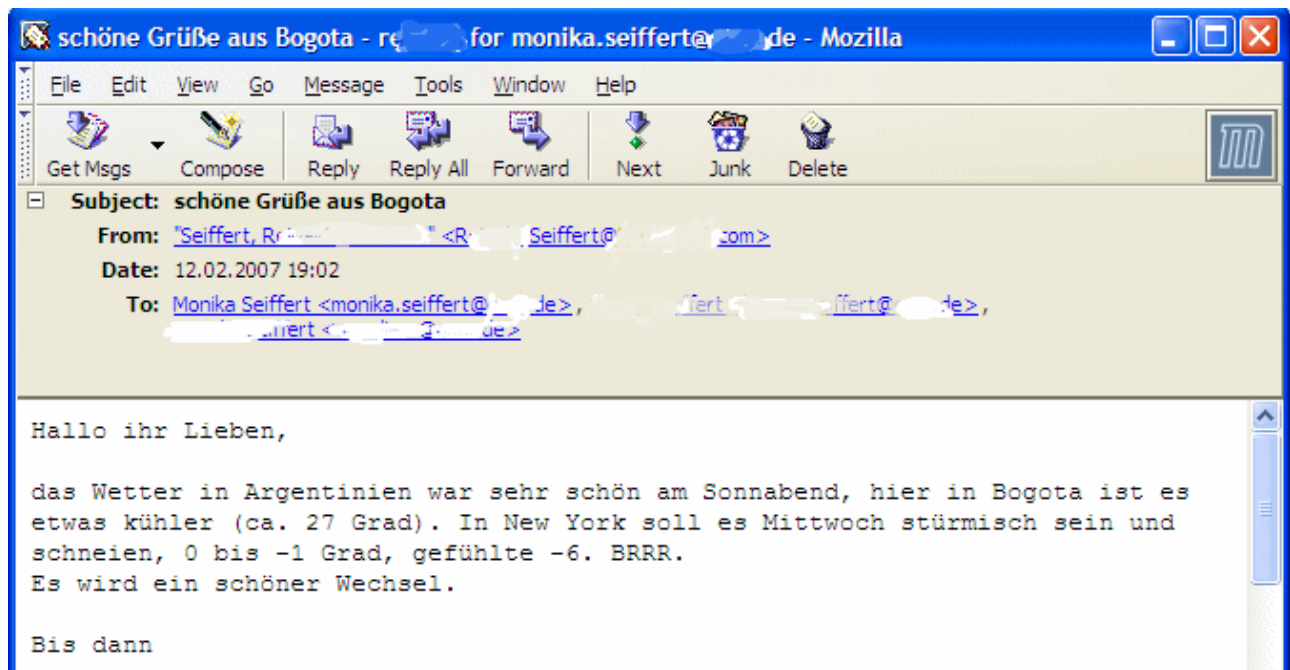 schöne Grüße aus Bogota - for monika.seiffert@ de - Mozilla
File Edit View Go Message Tools Window Help
Get Msgs Compose Reply Reply All Forward Next Junk Delete
Subject: schöne Grüße aus Bogota
From: "Seiffert, Seiffert@ com>
Date: 12.02.2007 19:02
To: Monika Seiffert <monika.seiffert@ de>, de>,
Hallo ihr Lieben,
das Wetter in Argentinien war sehr schön am Sonnabend, hier in Bogota ist es
etwas kühler (ca. 27 Grad). In New York soll es Mittwoch stürmisch sein und
schneien, 0 bis -1 Grad, gefühlte -6. BRRR.
Es wird ein schöner Wechsel.
Bis dann